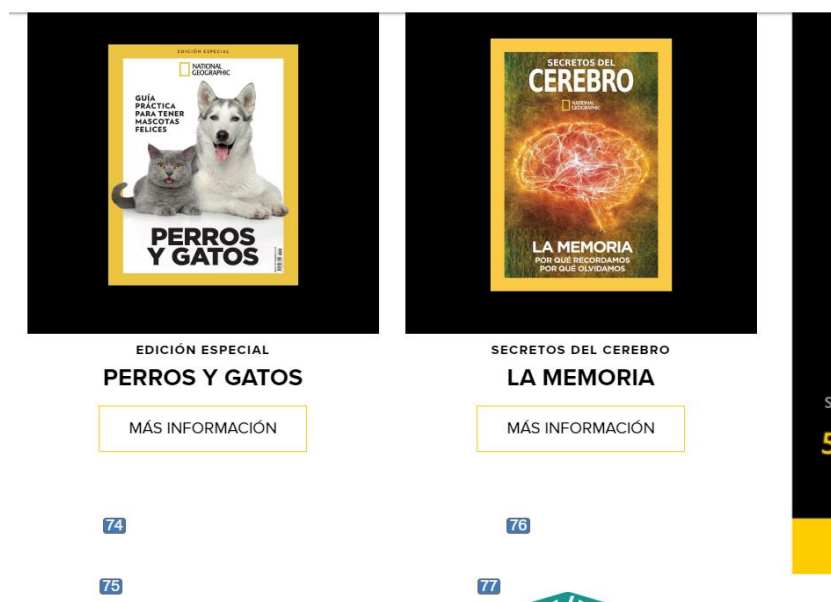 EDICIÓN ESPECIAL
NATIONAL
GEOGRAPHIC
GUÍA
PRÁCTICA
PARA TENER
MASCOTAS
FELICES
PERROS
Y GATOS
EDICIÓN ESPECIAL
PERROS Y GATOS
MÁS INFORMACIÓN
74
75
SECRETOS DEL
CEREBRO
NATIONAL
GEOGRAPHIC
LA MEMORIA
POR QUÉ RECORDAMOS
POR QUÉ OLVIDAMOS
SECRETOS DEL CEREBRO
LA MEMORIA
MÁS INFORMACIÓN
76
77
S
5